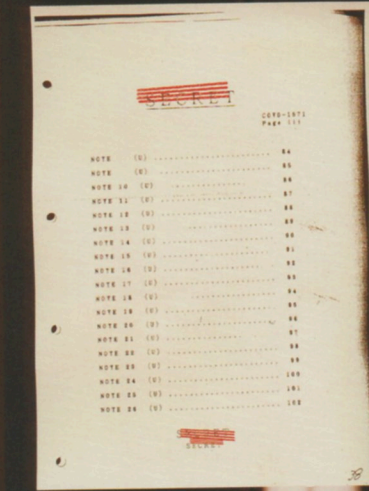 SECRET
Page iii
NOTE (U) 84
NOTE (U) 85
NOTE 10 (U) 86
NOTE 11 (U) 87
NOTE 12 (U) 88
NOTE 13 (U) 89
NOTE 14 (U) 90
NOTE 15 (U) 91
NOTE 16 (U) 92
NOTE 17 (U) 93
NOTE 18 (U) 94
NOTE (U) 95
NOTE 20 (U) 96
NOTE 21 (U) 97
NOTE 22 (U) 98
NOTE 23 (U) 99
NOTE 24 (U) 100
NOTE 25 (U) 101
NOTE 26 (U) 102
SECRET
SECRET
38